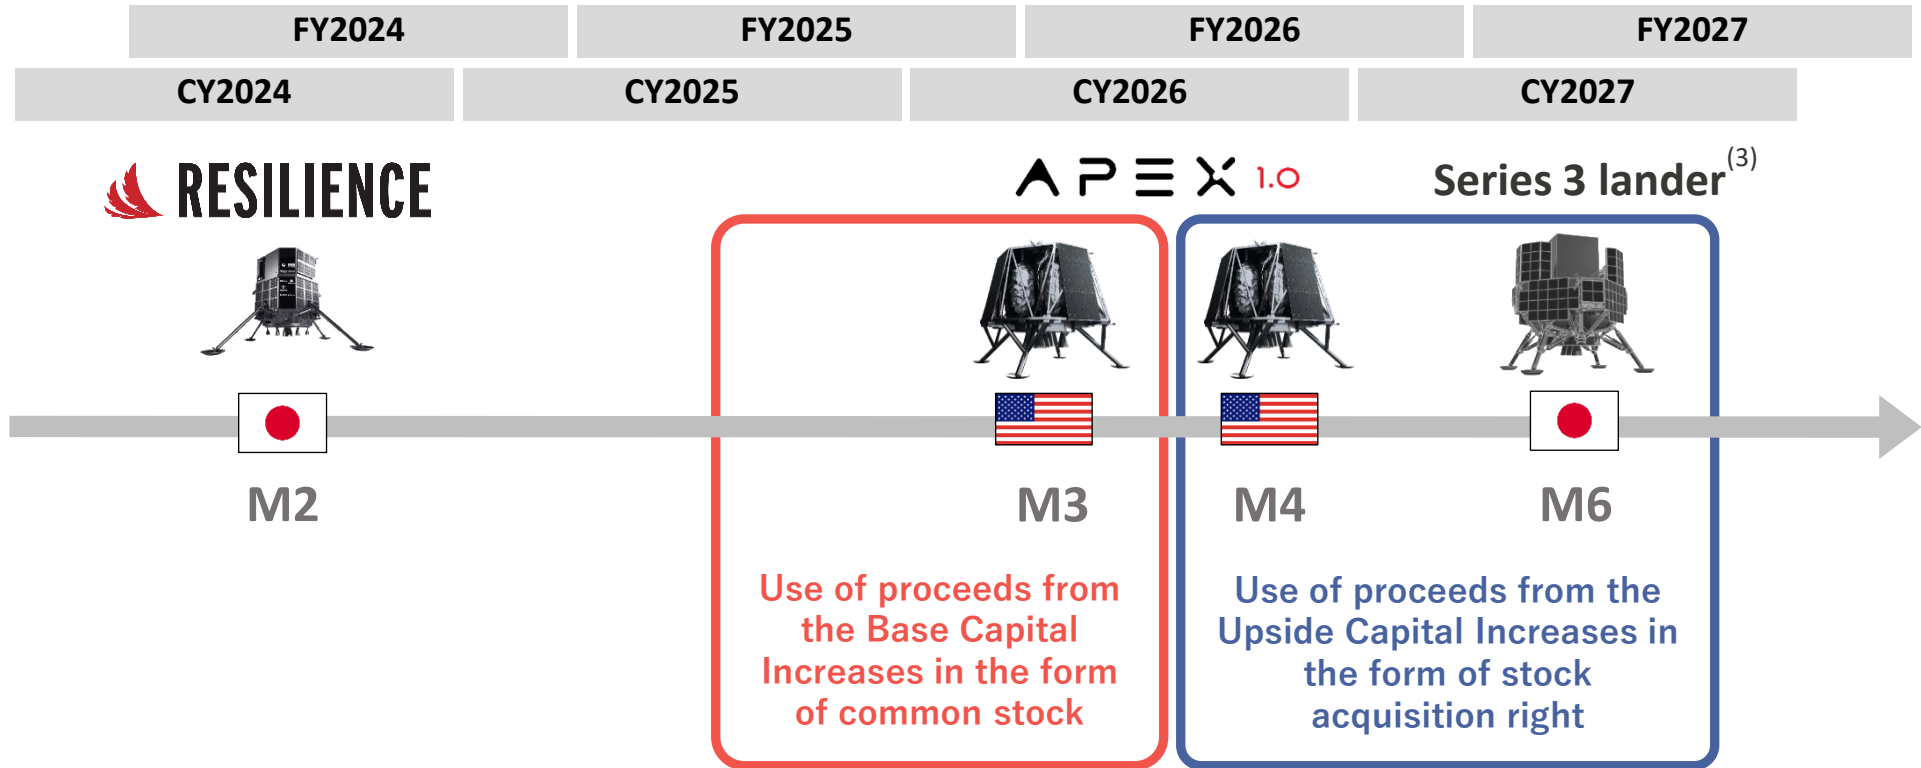 FY2024 FY2025 FY2026 FY2027
CY2024 CY2025 CY2026 CY2027
RESILIENCE
APEX 1.0
Series 3 lander(3)
M2 M3 M4 M6
Use of proceeds from
the Base Capital
Increases in the form
of common stock
Use of proceeds from the
Upside Capital Increases in
the form of stock
acquisition right